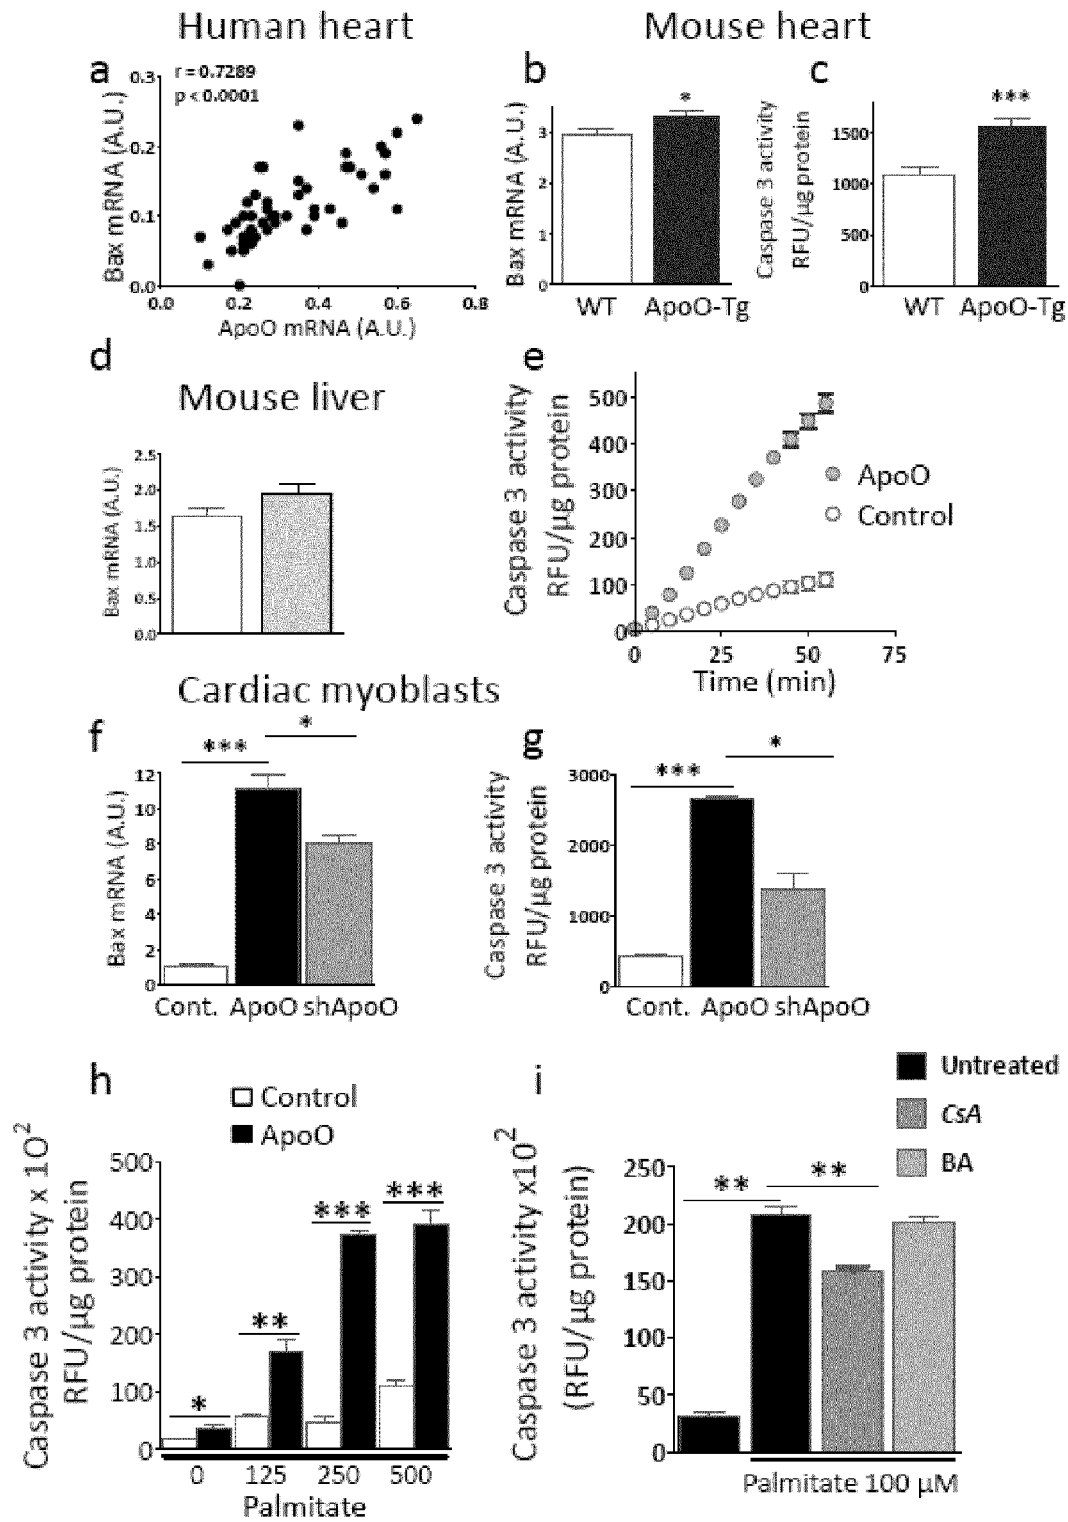 Human heart
Mouse heart
a
r = 0.7289
p < 0.0001
Bax mRNA (A.U.)
0.3
0.2
0.1
0.0
0.0 0.2 0.4 0.6 0.8
ApoO mRNA (A.U.)
b
*
Bax mRNA (A.U.)
3
2
1
0
WT ApoO-Tg
c
***
Caspase 3 activity
RFU/µg protein
1500
1000
500
0
WT ApoO-Tg
d
Mouse liver
Bax mRNA (A.U.)
2.5
2.0
1.5
1.0
0.5
0.0
e
Caspase 3 activity
RFU/µg protein
500
400
300
200
100
0
ApoO
Control
0 25 50 75
Time (min)
Cardiac myoblasts
f
*
***
Bax mRNA (A.U.)
12
10
8
6
4
2
0
Cont. ApoO shApoO
g
*
***
Caspase 3 activity
RFU/µg protein
3000
2000
1000
0
Cont. ApoO shApoO
h
Control
ApoO
Caspase 3 activity x 10²
RFU/µg protein
500
400
300
200
100
0
*
**
***
***
0 125 250 500
Palmitate
i
Untreated
CsA
BA
Caspase 3 activity x10²
(RFU/µg protein)
250
200
150
100
50
0
** **
Palmitate 100 µM